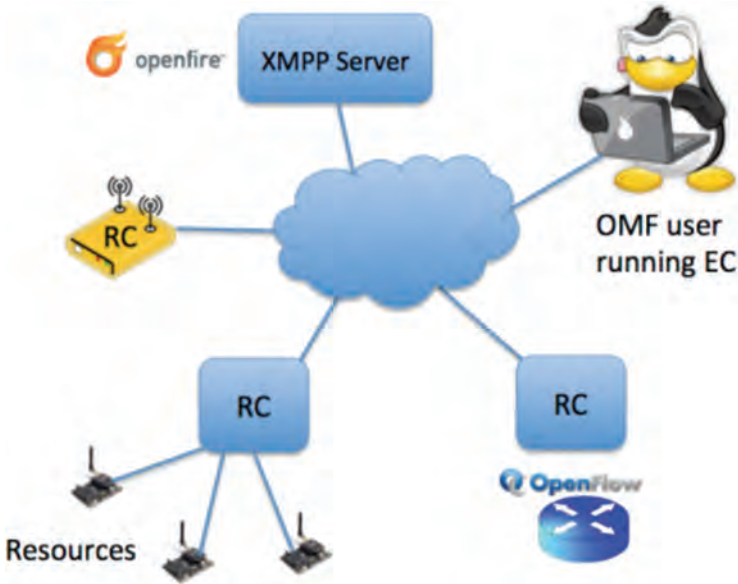 openfire
XMPP Server
RC
OMF user
running EC
RC
RC
OpenFlow
Resources